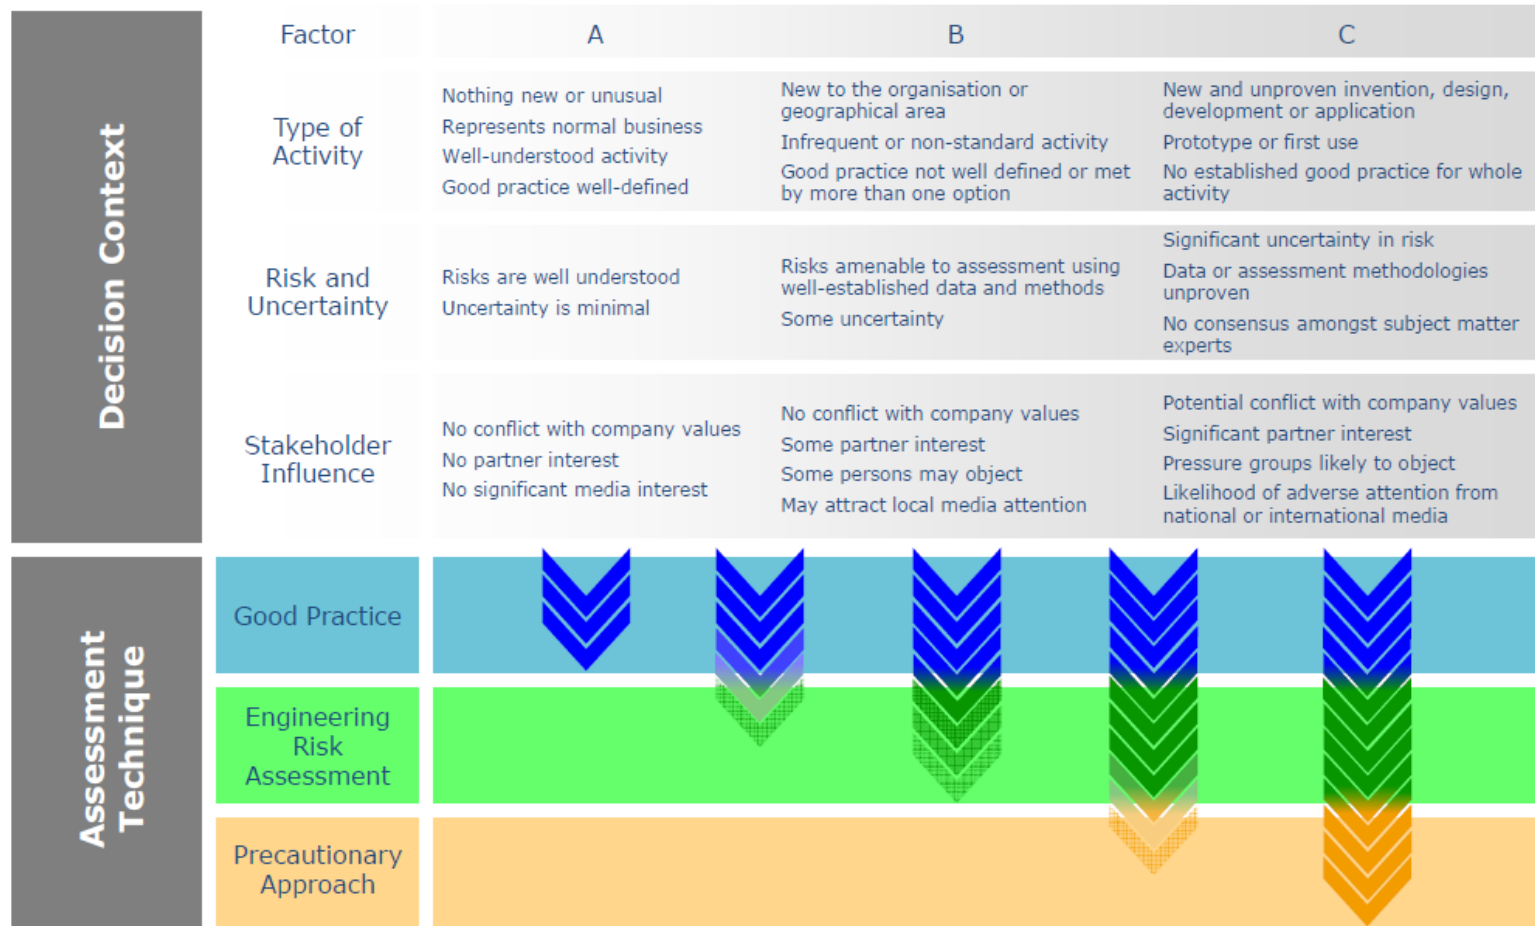 Decision Context
Factor
A
B
C
Type of
Activity
Nothing new or unusual
Represents normal business
Well-understood activity
Good practice well-defined
New to the organisation or
geographical area
Infrequent or non-standard activity
Good practice not well defined or met
by more than one option
New and unproven invention, design,
development or application
Prototype or first use
No established good practice for whole
activity
Risk and
Uncertainty
Risks are well understood
Uncertainty is minimal
Risks amenable to assessment using
well-established data and methods
Some uncertainty
Significant uncertainty in risk
Data or assessment methodologies
unproven
No consensus amongst subject matter
experts
Stakeholder
Influence
No conflict with company values
No partner interest
No significant media interest
No conflict with company values
Some partner interest
Some persons may object
May attract local media attention
Potential conflict with company values
Significant partner interest
Pressure groups likely to object
Likelihood of adverse attention from
national or international media
Assessment
Technique
Good Practice
Engineering
Risk
Assessment
Precautionary
Approach